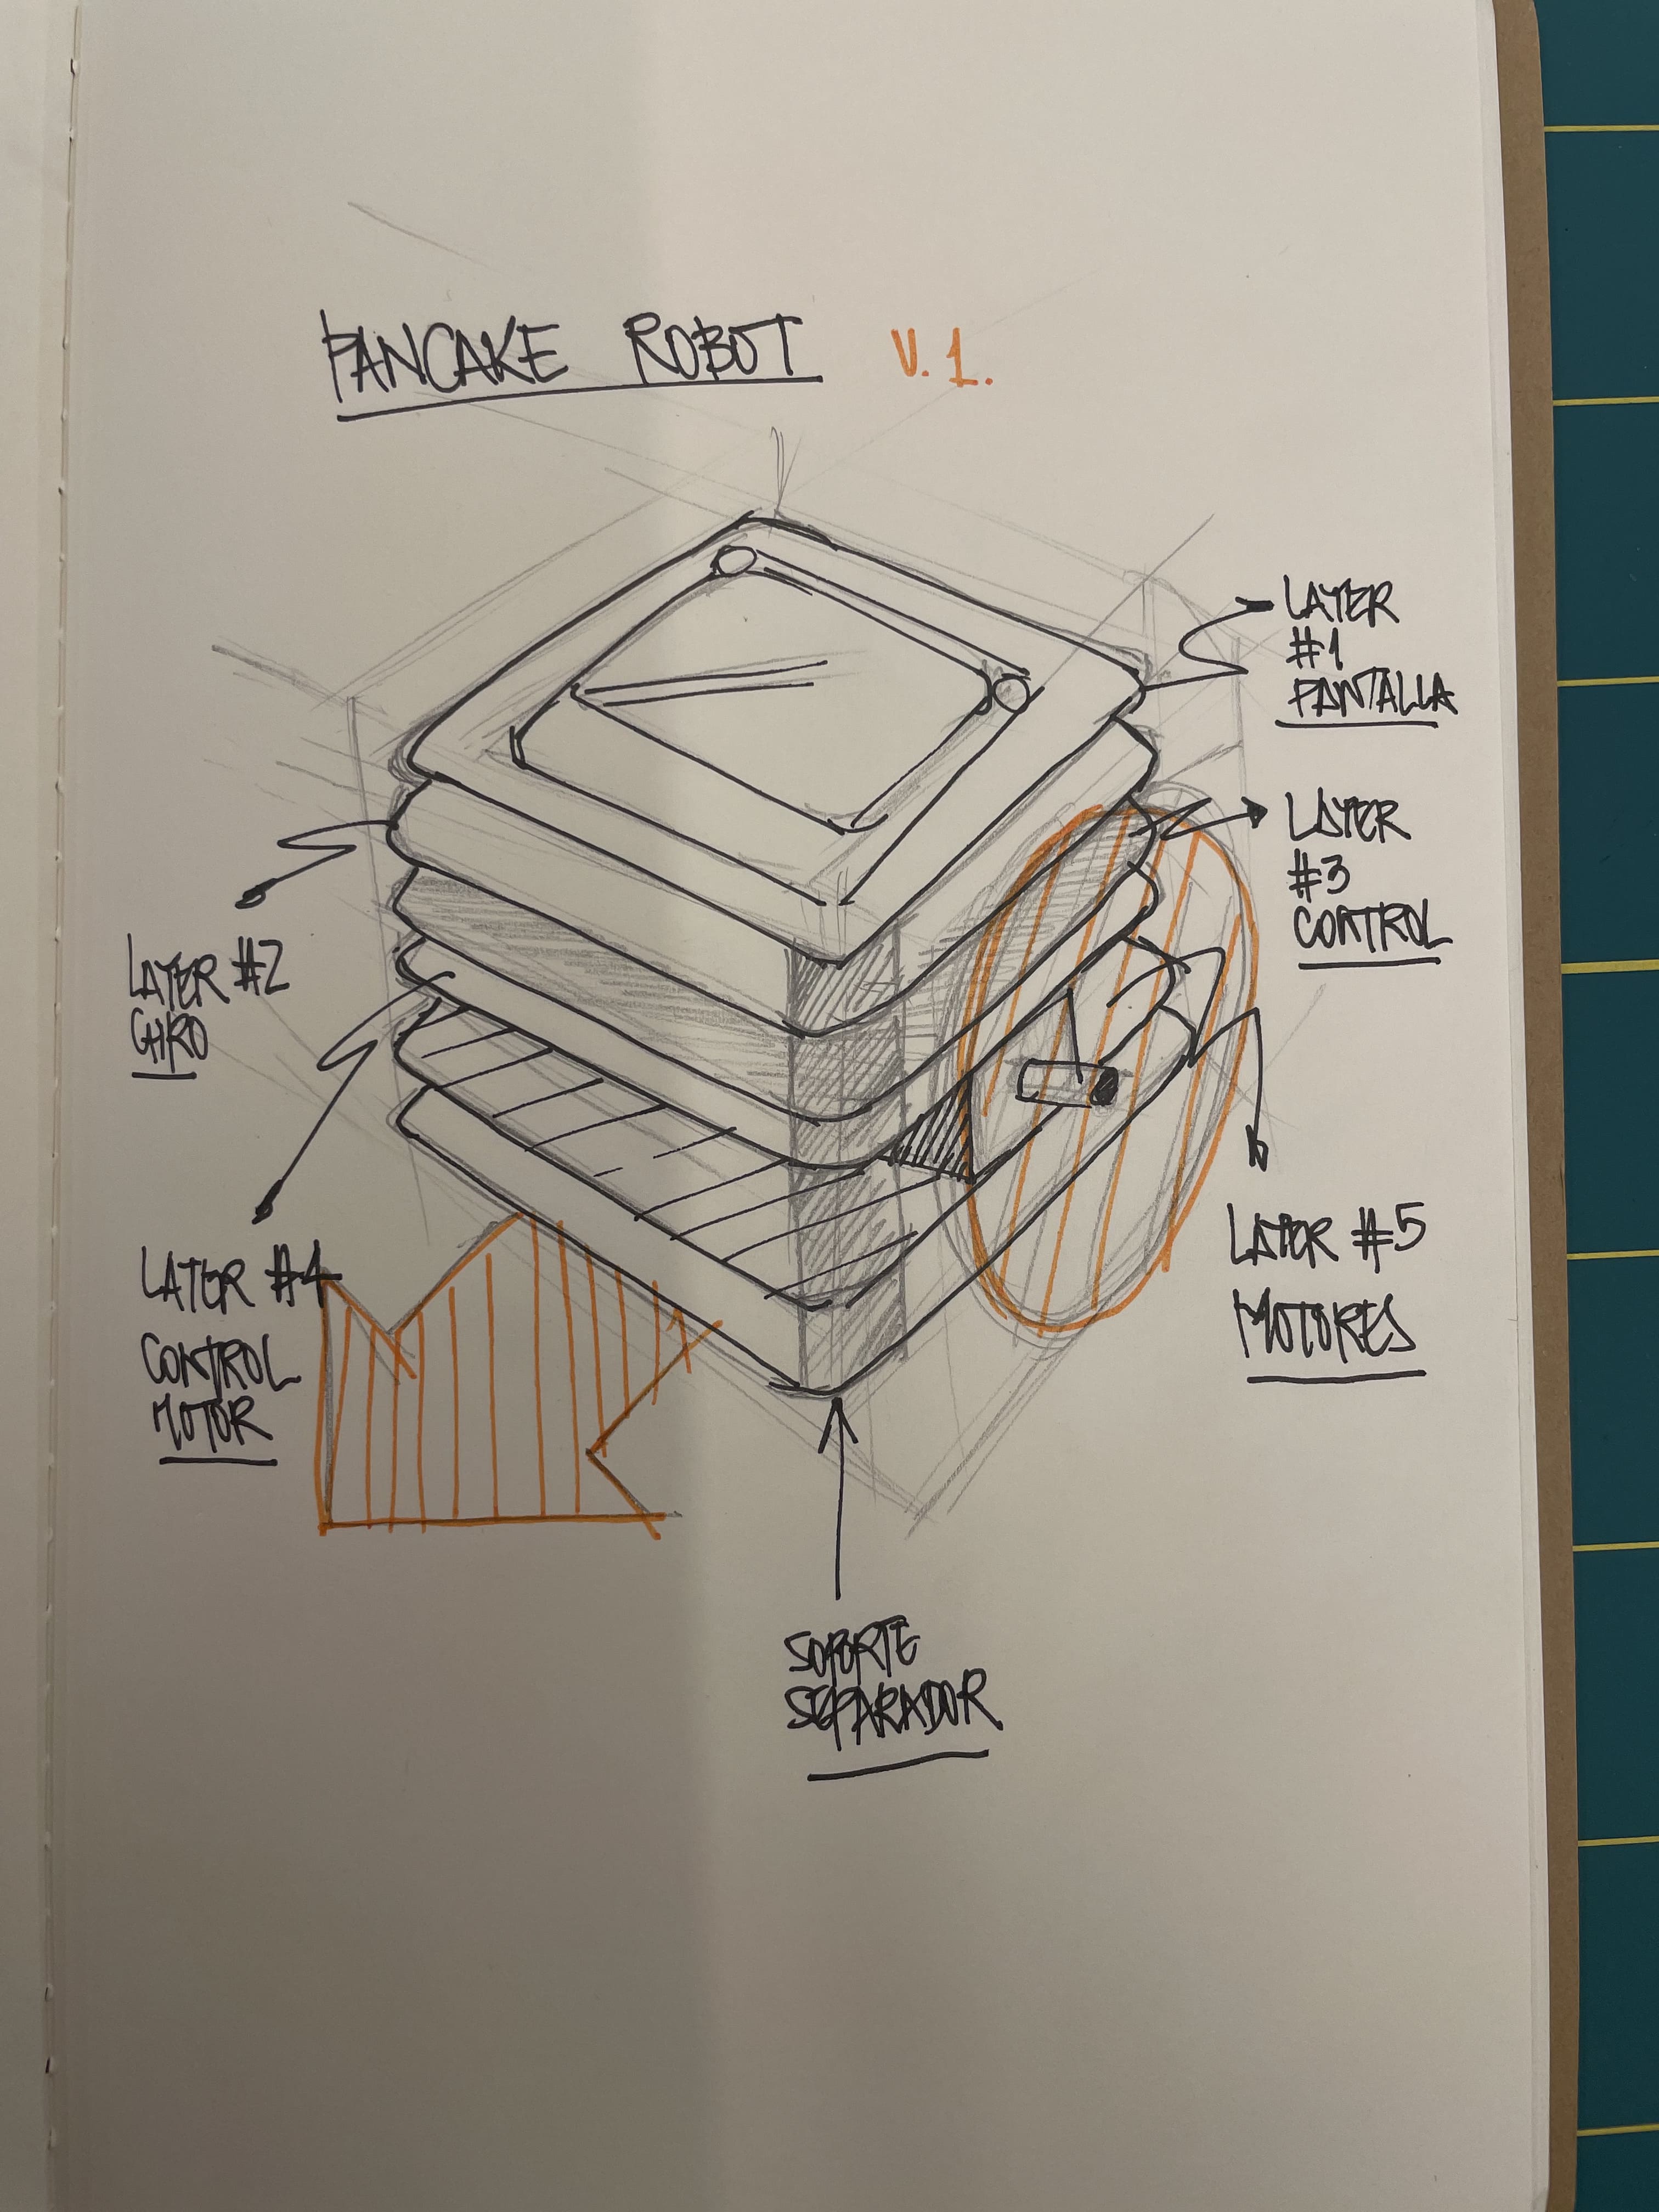 PANCAKE ROBOT V.1.
LAYER
#1
PANTALLA
LAYER
#3
CONTROL
LAYER #2
GHIRO
LAYER #4
CONTROL
MOTOR
LAYER #5
MOTORES
SOPORTE
SEPARADOR